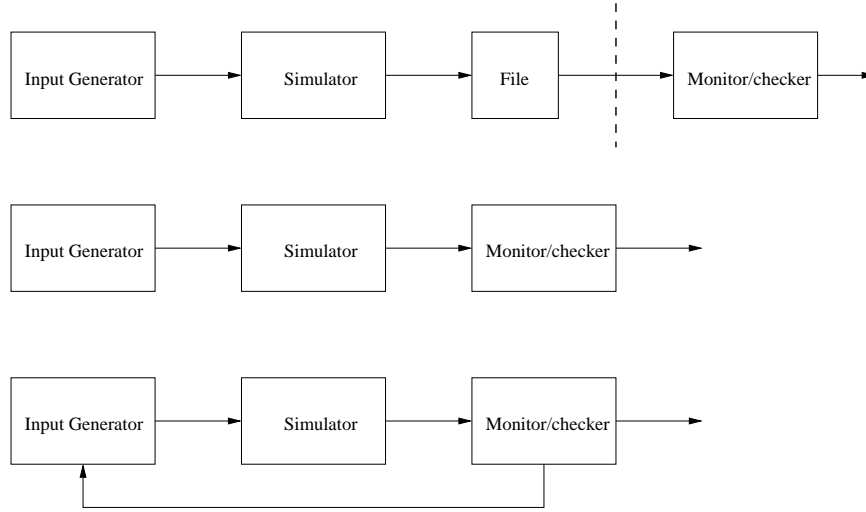 Input Generator
Simulator
File
Monitor/checker
Input Generator
Simulator
Monitor/checker
Input Generator
Simulator
Monitor/checker